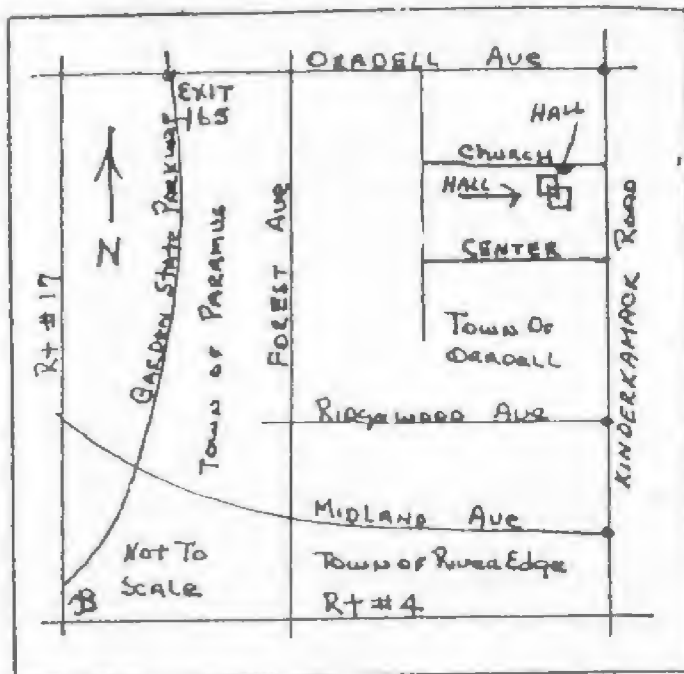 ORADELL AVE
EXIT
165
HALL
CHURCH
HALL
N
GARDEN STATE PARKWAY
TOWN OF PARAMUS
FOREST AVE
CENTER
KINDERKAMACK ROAD
Rt #17
TOWN OF
ORADELL
RIDGEWOOD AVE
MIDLAND AVE
NOT TO
SCALE
TOWN OF RIVER EDGE
Rt #4